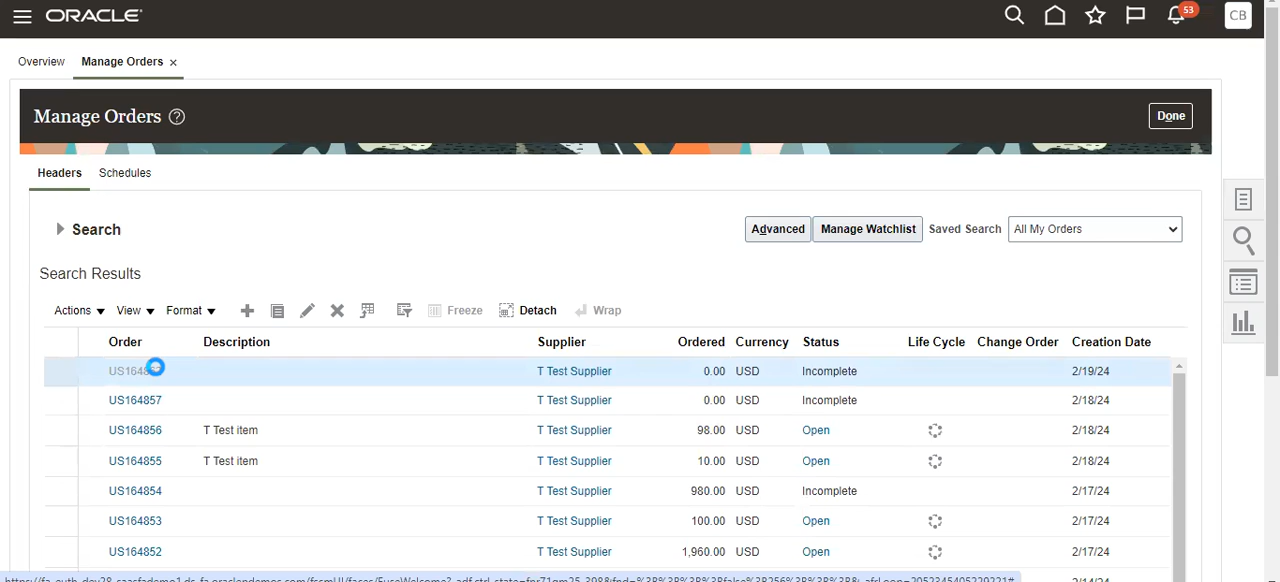 ORACLE
53
CB
Overview
Manage Orders x
Manage Orders ?
Done
Headers
Schedules
Search
Advanced
Manage Watchlist
Saved Search
All My Orders
Search Results
Actions
View
Format
Freeze
Detach
Wrap
Order Description Supplier Ordered Currency Status Life Cycle Change Order Creation Date
T Test Supplier 0.00 USD Incomplete 2/19/24
US164857 T Test Supplier 0.00 USD Incomplete 2/18/24
US164856 T Test item T Test Supplier 98.00 USD Open 2/18/24
US164855 T Test item T Test Supplier 10.00 USD Open 2/18/24
US164854 T Test Supplier 980.00 USD Incomplete 2/17/24
US164853 T Test Supplier 100.00 USD Open 2/17/24
US164852 T Test Supplier 1,960.00 USD Open 2/17/24